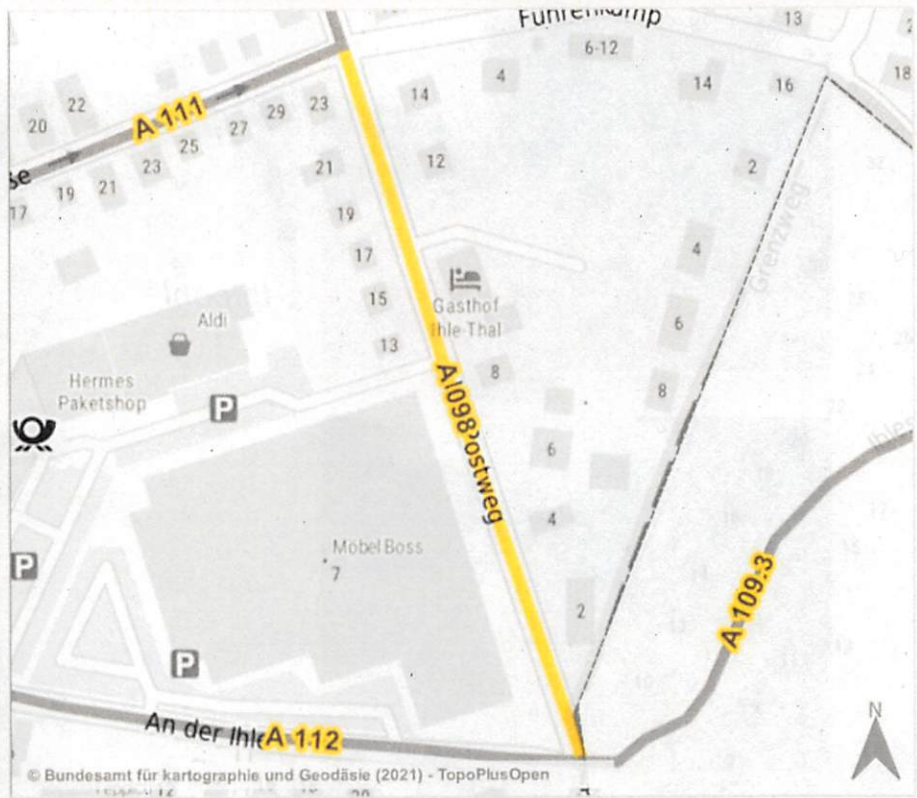 Fuhrenkamp
13
6-12
4
14
14
16
18
22
20
A 111
29
23
27
25
23
21
19
17
12
21
2
19
17
Grenzweg
4
15
Gasthof
Ihle-Thal
6
Aldi
13
8
8
Hermes
Paketshop
P
A1098
ostweg
6
4
Möbel Boss
7
P
2
A 109.3
P
An der Ihle
A 112
N
© Bundesamt für kartographie und Geodäsie (2021) - TopoPlusOpen